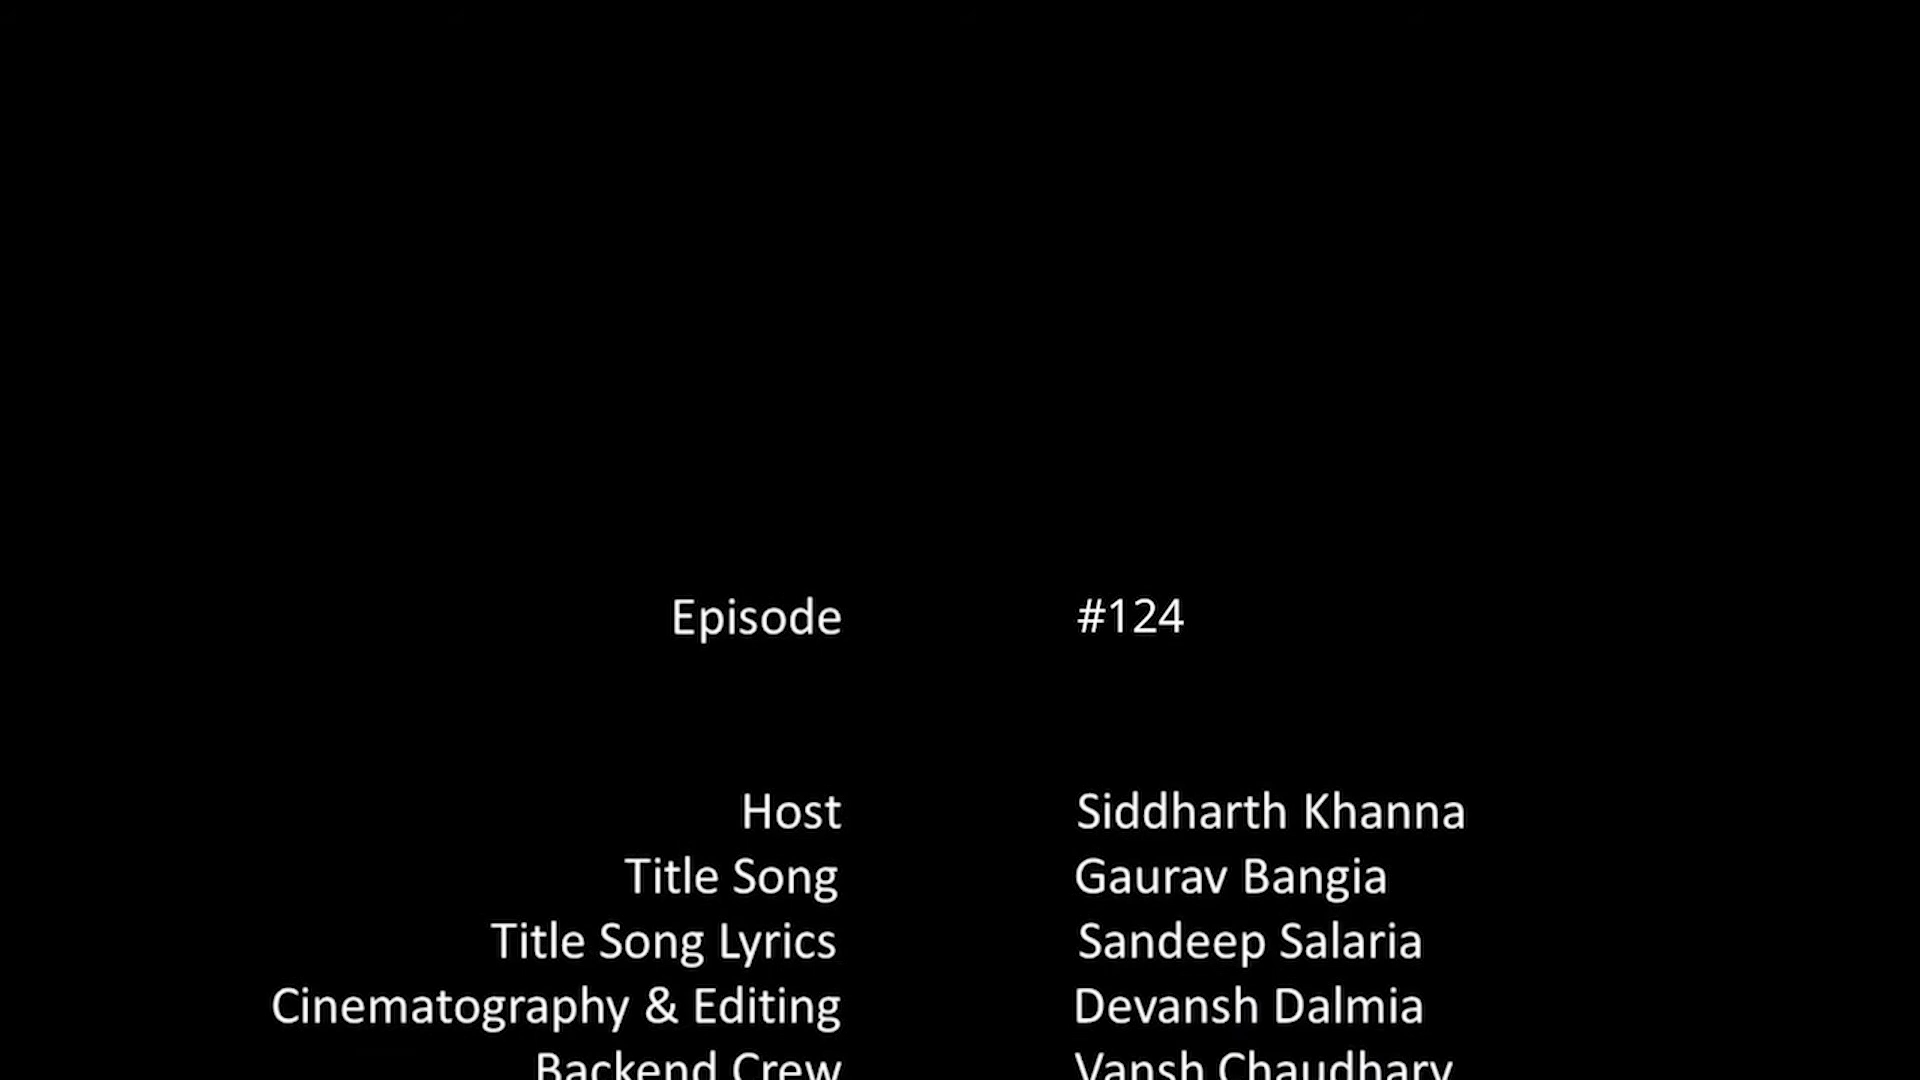 Episode #124
Host Siddharth Khanna
Title Song Gaurav Bangia
Title Song Lyrics Sandeep Salaria
Cinematography & Editing Devansh Dalmia
Backend Crew Vansh Chaudhary